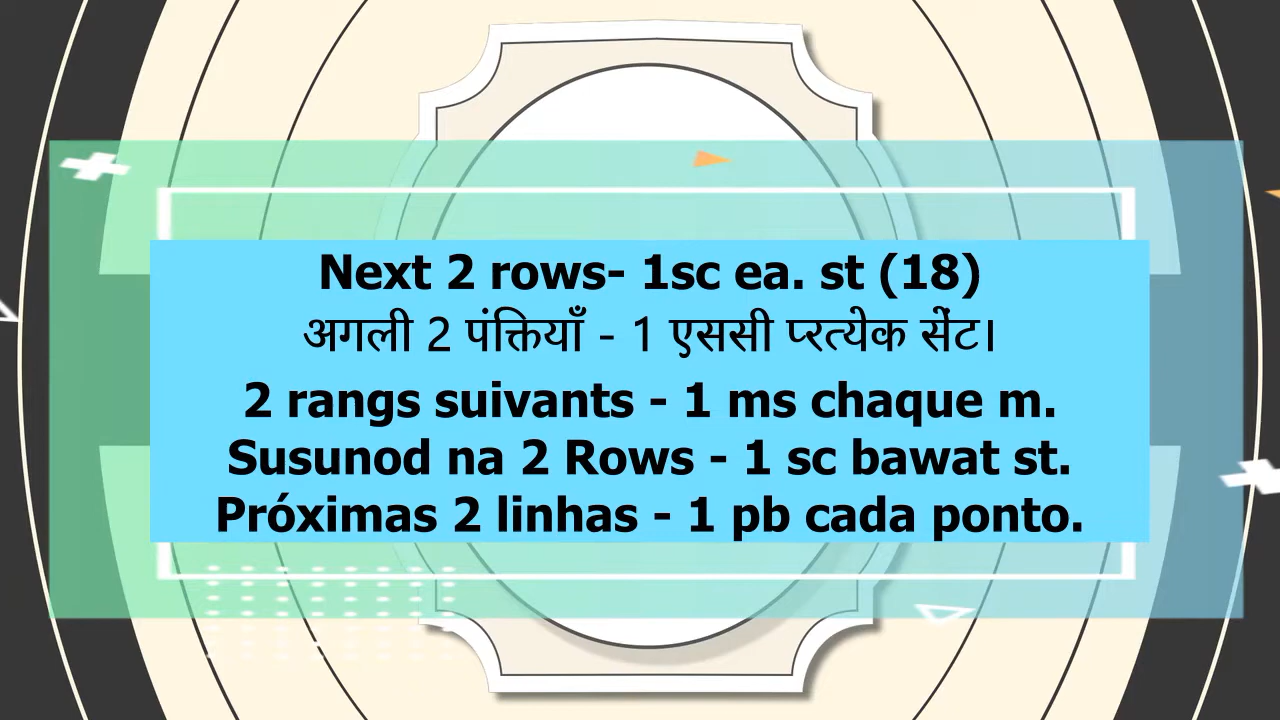 Next 2 rows- 1sc ea. st (18)
अगली 2 पंक्तियाँ - 1 एससी प्रत्येक सेंट।
2 rangs suivants - 1 ms chaque m.
Susunod na 2 Rows - 1 sc bawat st.
Próximas 2 linhas - 1 pb cada ponto.